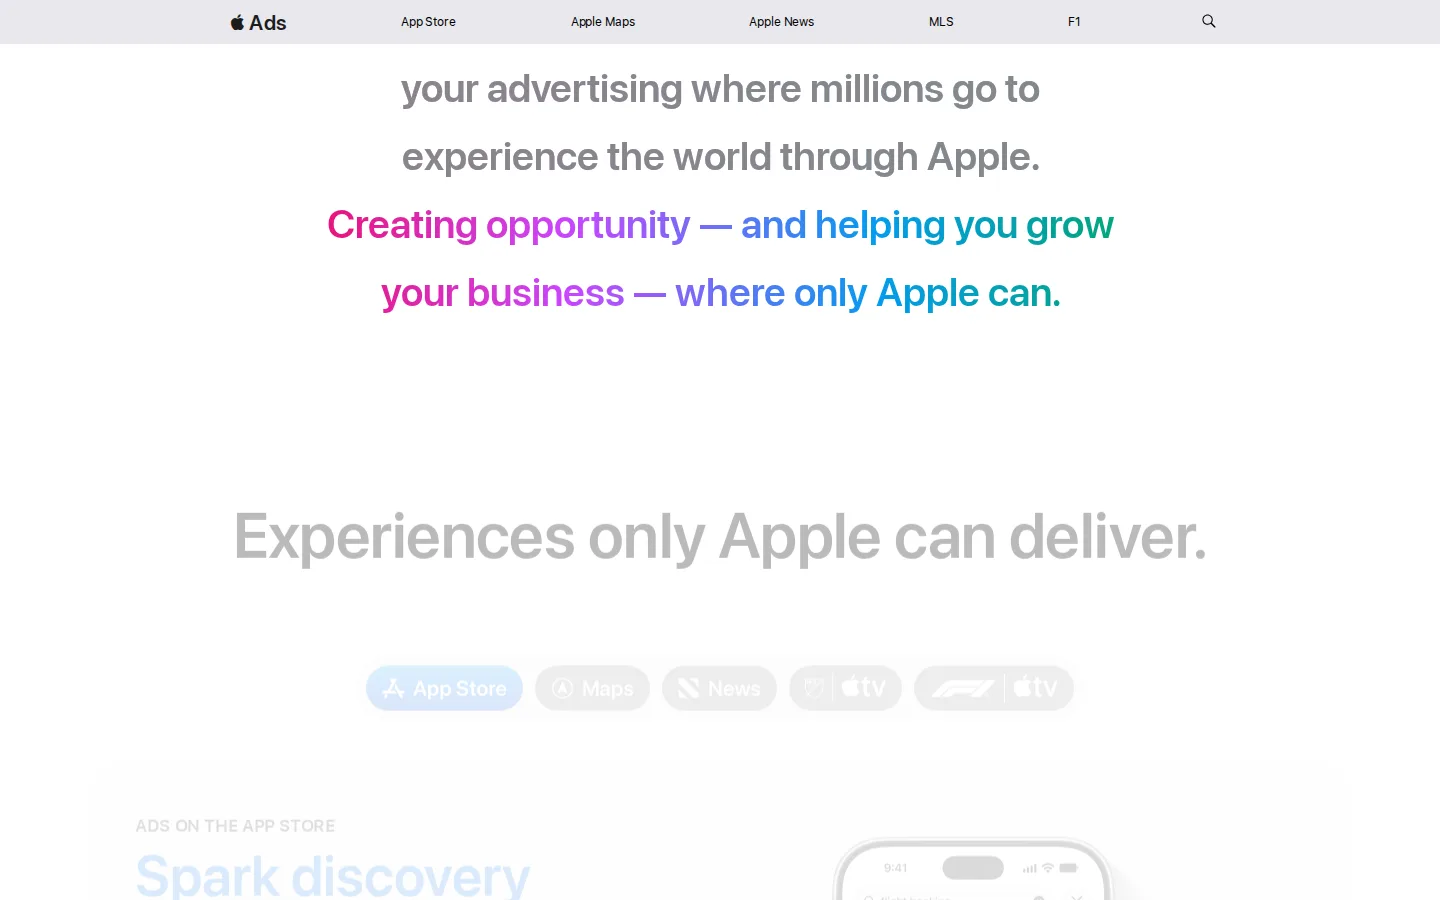 Ads
App Store
Apple Maps
Apple News
MLS
F1
your advertising where millions go to
experience the world through Apple.
Creating opportunity — and helping you grow
your business — where only Apple can.
Experiences only Apple can deliver.
App Store
Maps
News
tv
F1
tv
ADS ON THE APP STORE
Spark discovery
9:41